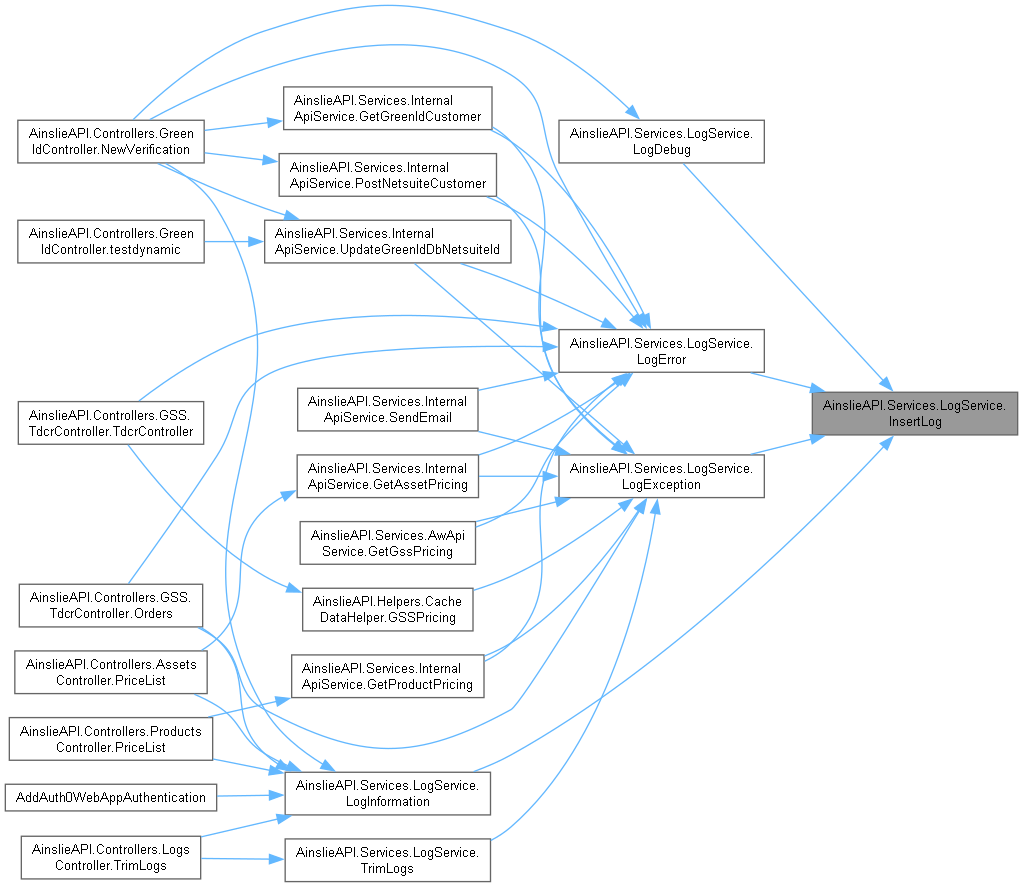 AinslieAPI.Controllers.Green
IdController.NewVerification
AinslieAPI.Services.Internal
ApiService.GetGreenIdCustomer
AinslieAPI.Services.LogService.
LogDebug
AinslieAPI.Services.Internal
ApiService.PostNetsuiteCustomer
AinslieAPI.Controllers.Green
IdController.testdynamic
AinslieAPI.Services.Internal
ApiService.UpdateGreenIdDbNetsuiteId
AinslieAPI.Services.LogService.
LogError
AinslieAPI.Controllers.GSS.
TdcrController.TdcrController
AinslieAPI.Services.Internal
ApiService.SendEmail
AinslieAPI.Services.LogService.
InsertLog
AinslieAPI.Services.Internal
ApiService.GetAssetPricing
AinslieAPI.Services.LogService.
LogException
AinslieAPI.Services.AwApi
Service.GetGssPricing
AinslieAPI.Controllers.GSS.
TdcrController.Orders
AinslieAPI.Helpers.Cache
DataHelper.GSSPricing
AinslieAPI.Controllers.Assets
Controller.PriceList
AinslieAPI.Services.Internal
ApiService.GetProductPricing
AinslieAPI.Controllers.Products
Controller.PriceList
AddAuth0WebAppAuthentication
AinslieAPI.Services.LogService.
LogInformation
AinslieAPI.Controllers.Logs
Controller.TrimLogs
AinslieAPI.Services.LogService.
TrimLogs